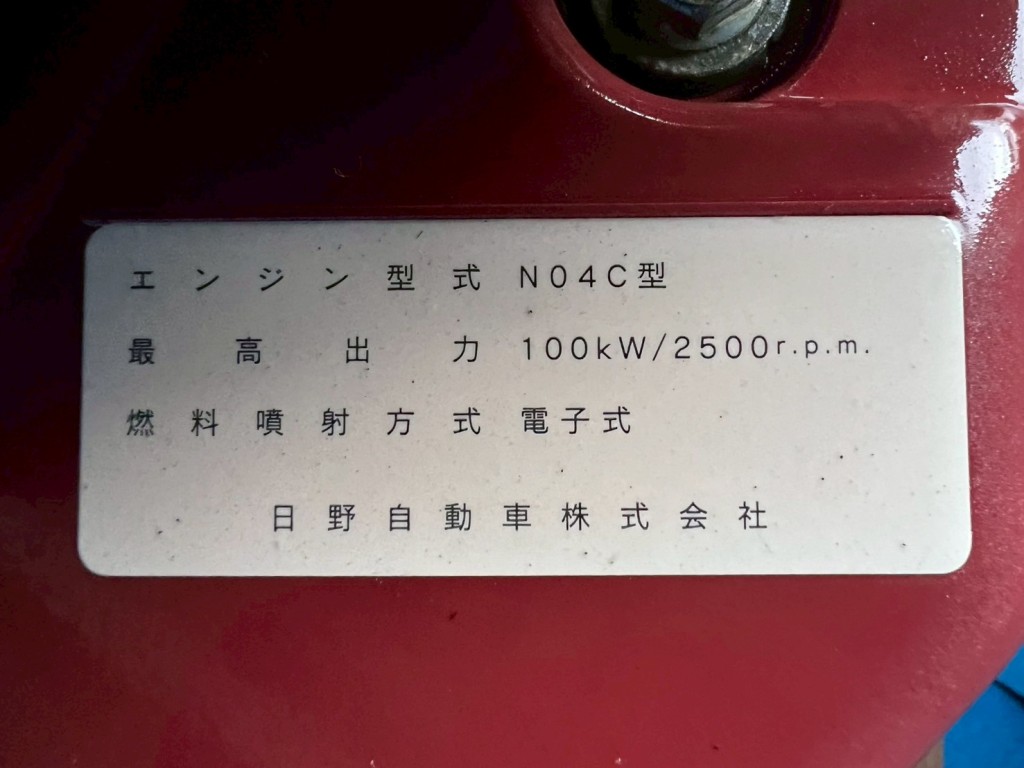 エンジン型式 N04C型
最高出力 100kW/2500r.p.m.
燃料噴射方式 電子式
日野自動車株式会社